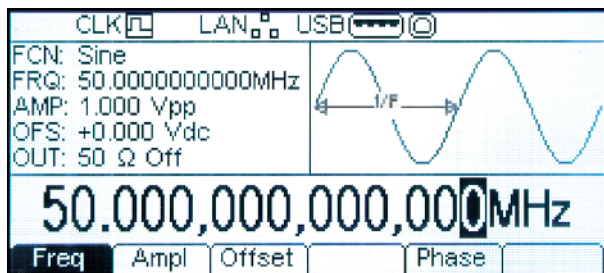 CLK LAN USB
FCN: Sine
FRQ: 50.0000000000MHz
AMP: 1.000 Vpp
OFS: +0.000 Vdc
OUT: 50 Ω Off
1/F
50.000,000,000,000MHz
Freq Ampl Offset Phase